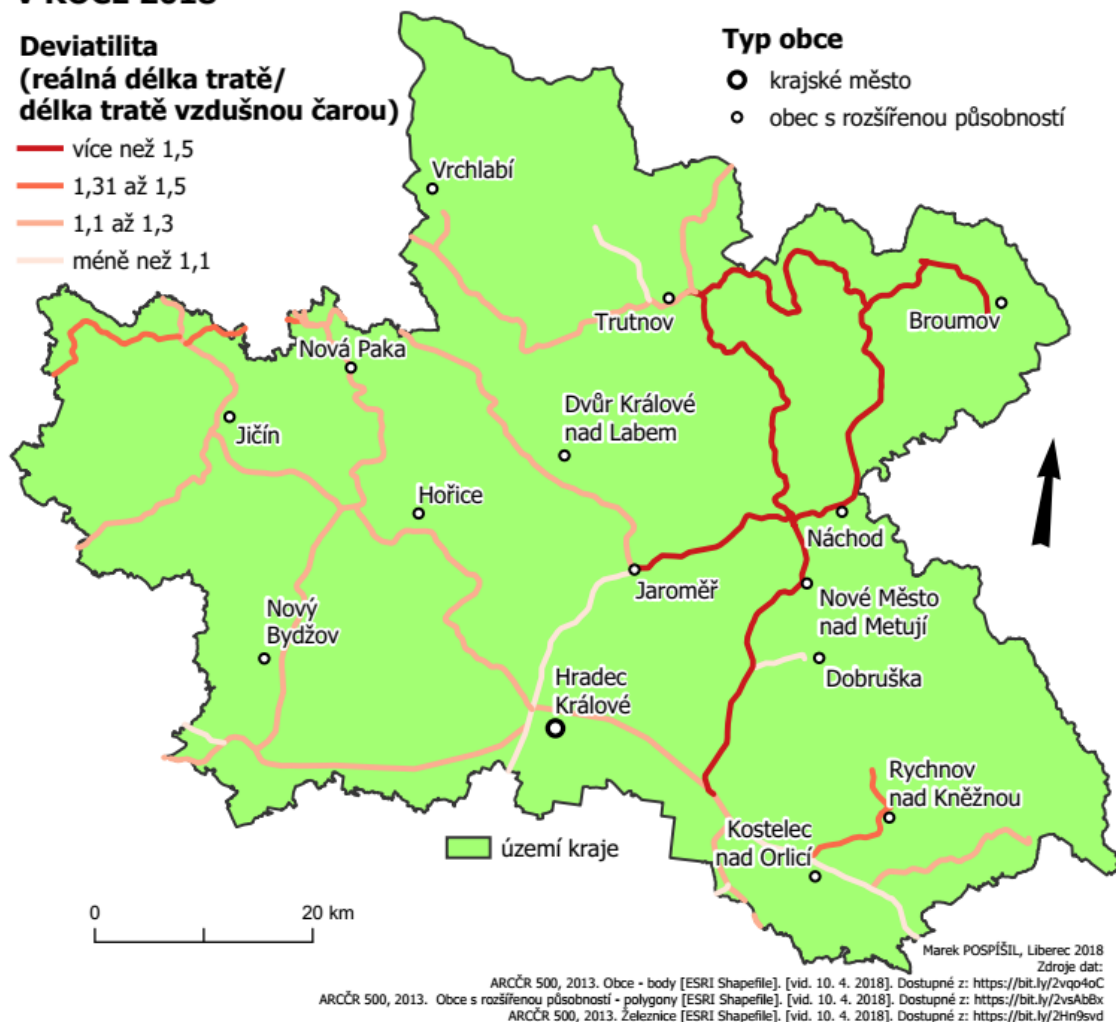 V ROCE 2018
Deviatilita
(reálná délka tratě/
délka tratě vzdušnou čarou)
více než 1,5
1,31 až 1,5
1,1 až 1,3
méně než 1,1
Typ obce
krajské město
obec s rozšířenou působností
Vrchlabí
Trutnov
Broumov
Nová Paka
Jičín
Dvůr Králové
nad Labem
Hořice
Náchod
Jaroměř
Nové Město
nad Metují
Nový
Bydžov
Dobruška
Hradec
Králové
Rychnov
nad Kněžnou
Kostelec
nad Orlicí
území kraje
0 20 km
Marek POSPÍŠIL, Liberec 2018
Zdroje dat:
ARCČR 500, 2013. Obce - body [ESRI Shapefile]. [vid. 10. 4. 2018]. Dostupné z: https://bit.ly/2vqo4oC
ARCČR 500, 2013. Obce s rozšířenou působností - polygony [ESRI Shapefile]. [vid. 10. 4. 2018]. Dostupné z: https://bit.ly/2vsAbBx
ARCČR 500, 2013. Železnice [ESRI Shapefile]. [vid. 10. 4. 2018]. Dostupné z: https://bit.ly/2Hn9svd